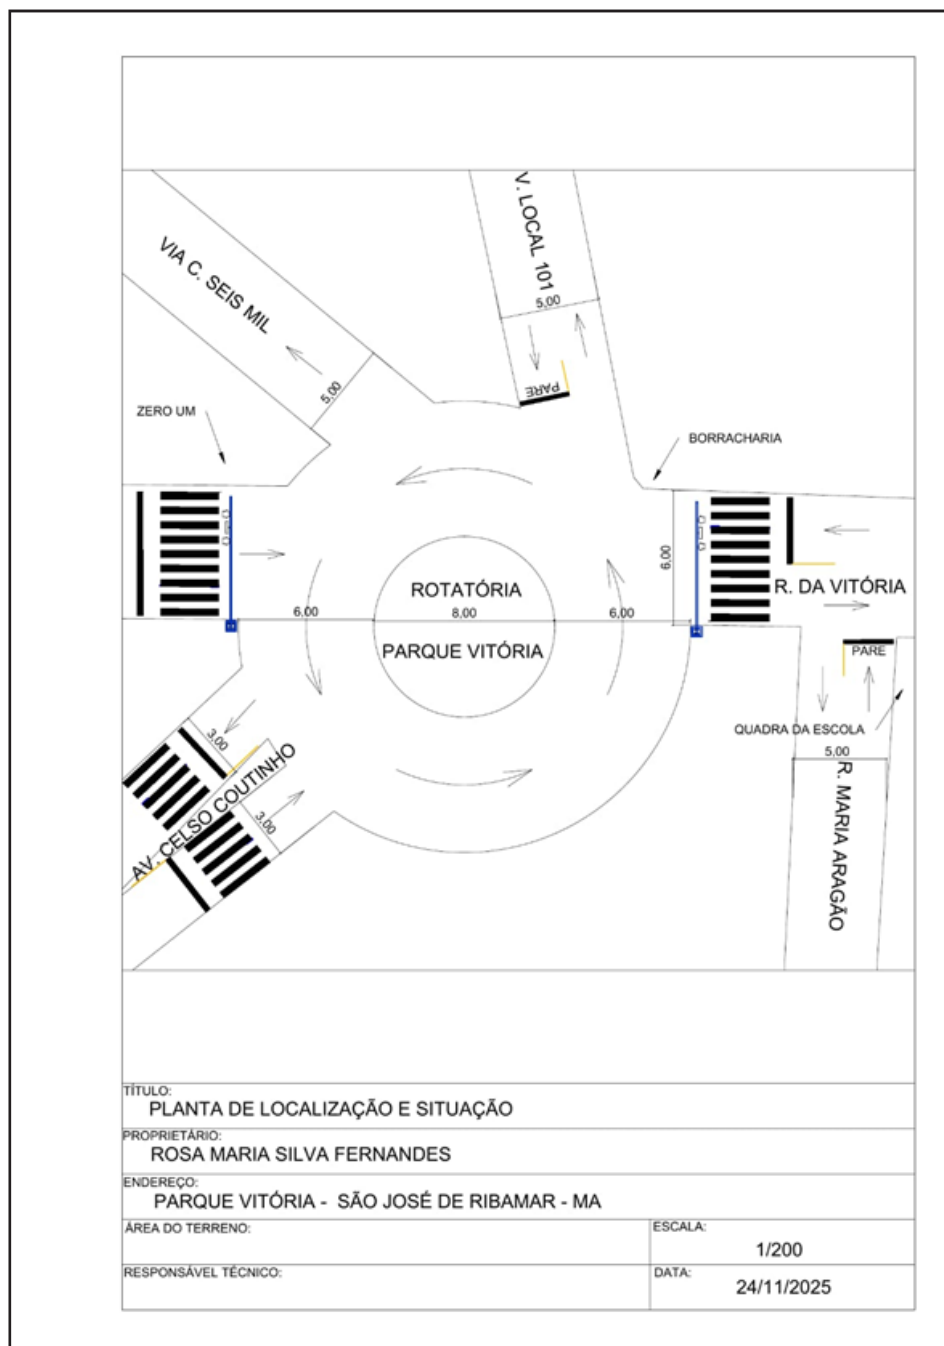 V. LOCAL 101
VIA C. SEIS MIL
5,00
5,00
PARE
ZERO UM
BORRACHARIA
6,00
ROTATÓRIA
R. DA VITÓRIA
6,00
8,00
6,00
PARQUE VITÓRIA
PARE
QUADRA DA ESCOLA
3,00
5,00
AV. CELSO COUTINHO
3,00
R. MARIA ARAGÃO
TÍTULO:
PLANTA DE LOCALIZAÇÃO E SITUAÇÃO
PROPRIETÁRIO:
ROSA MARIA SILVA FERNANDES
ENDEREÇO:
PARQUE VITÓRIA - SÃO JOSÉ DE RIBAMAR - MA
ÁREA DO TERRENO:
ESCALA:
1/200
RESPONSÁVEL TÉCNICO:
DATA:
24/11/2025